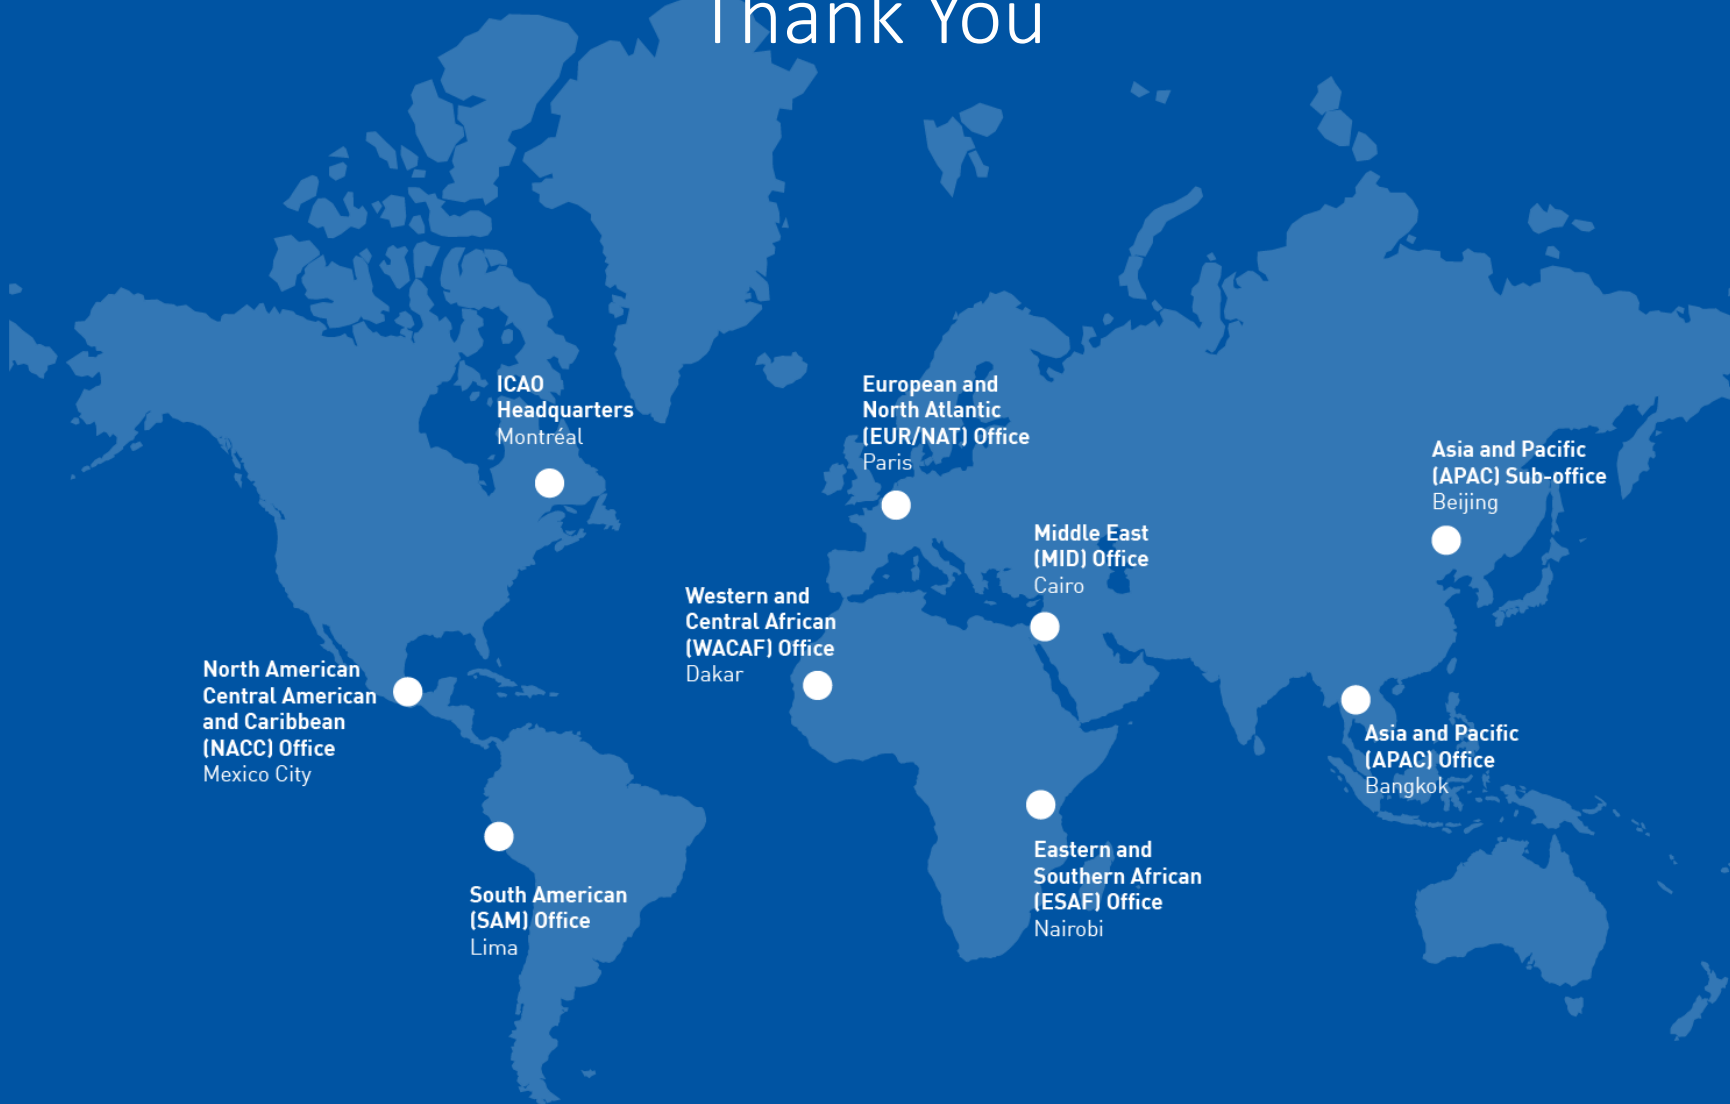 Thank You
ICAO
Headquarters
Montréal
European and
North Atlantic
(EUR/NAT) Office
Paris
Asia and Pacific
(APAC) Sub-office
Beijing
Middle East
(MID) Office
Cairo
Western and
Central African
(WACAF) Office
Dakar
North American
Central American
and Caribbean
(NACC) Office
Mexico City
Asia and Pacific
(APAC) Office
Bangkok
South American
(SAM) Office
Lima
Eastern and
Southern African
(ESAF) Office
Nairobi